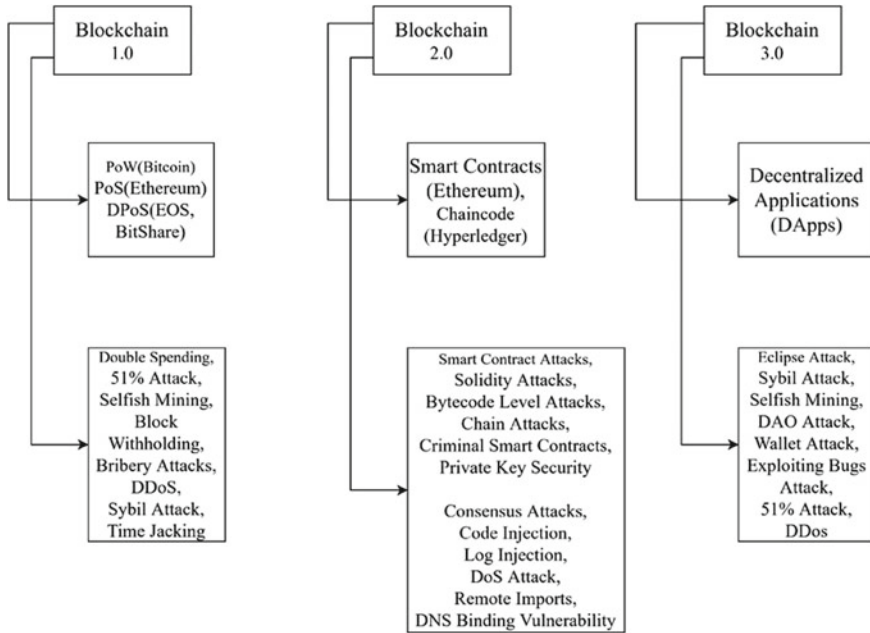 Blockchain
1.0
PoW(Bitcoin)
PoS(Ethereum)
DPoS(EOS,
BitShare)
Double Spending,
51% Attack,
Selfish Mining,
Block
Withholding,
Bribery Attacks,
DDoS,
Sybil Attack,
Time Jacking
Blockchain
2.0
Smart Contracts
(Ethereum),
Chaincode
(Hyperledger)
Smart Contract Attacks,
Solidity Attacks,
Bytecode Level Attacks,
Chain Attacks,
Criminal Smart Contracts,
Private Key Security
Consensus Attacks,
Code Injection,
Log Injection,
DoS Attack,
Remote Imports,
DNS Binding Vulnerability
Blockchain
3.0
Decentralized
Applications
(DApps)
Eclipse Attack,
Sybil Attack,
Selfish Mining,
DAO Attack,
Wallet Attack,
Exploiting Bugs
Attack,
51% Attack,
DDos